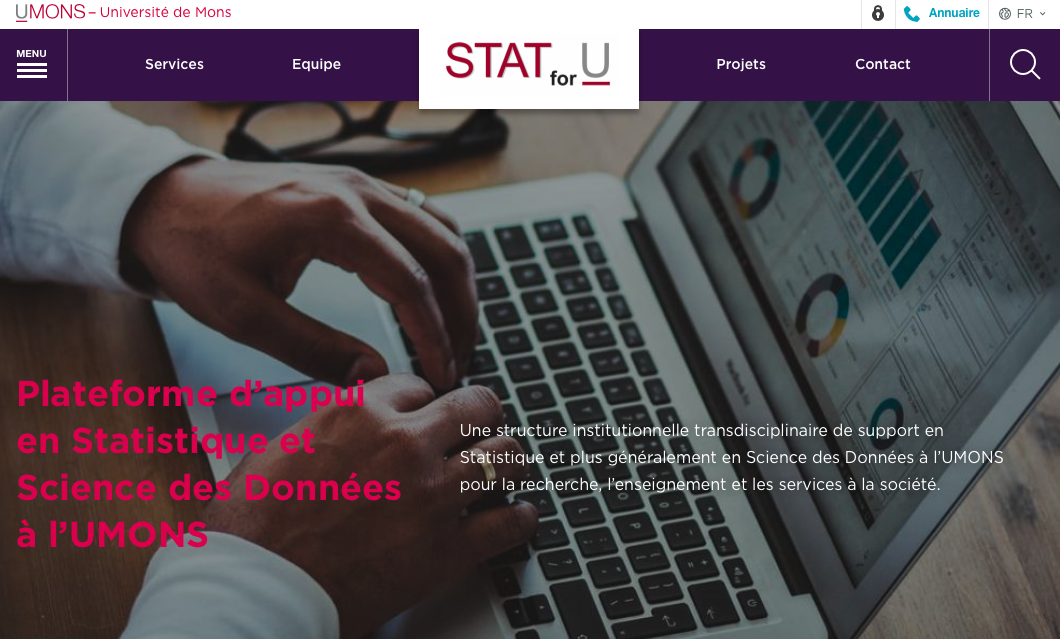 UMONS – Université de Mons
Annuaire
FR
MENU
Services
Equipe
STAT for U
Projets
Contact
Plateforme d'appui
en Statistique et
Science des Données
à l'UMONS
Une structure institutionnelle transdisciplinaire de support en
Statistique et plus généralement en Science des Données à l'UMONS
pour la recherche, l'enseignement et les services à la société.